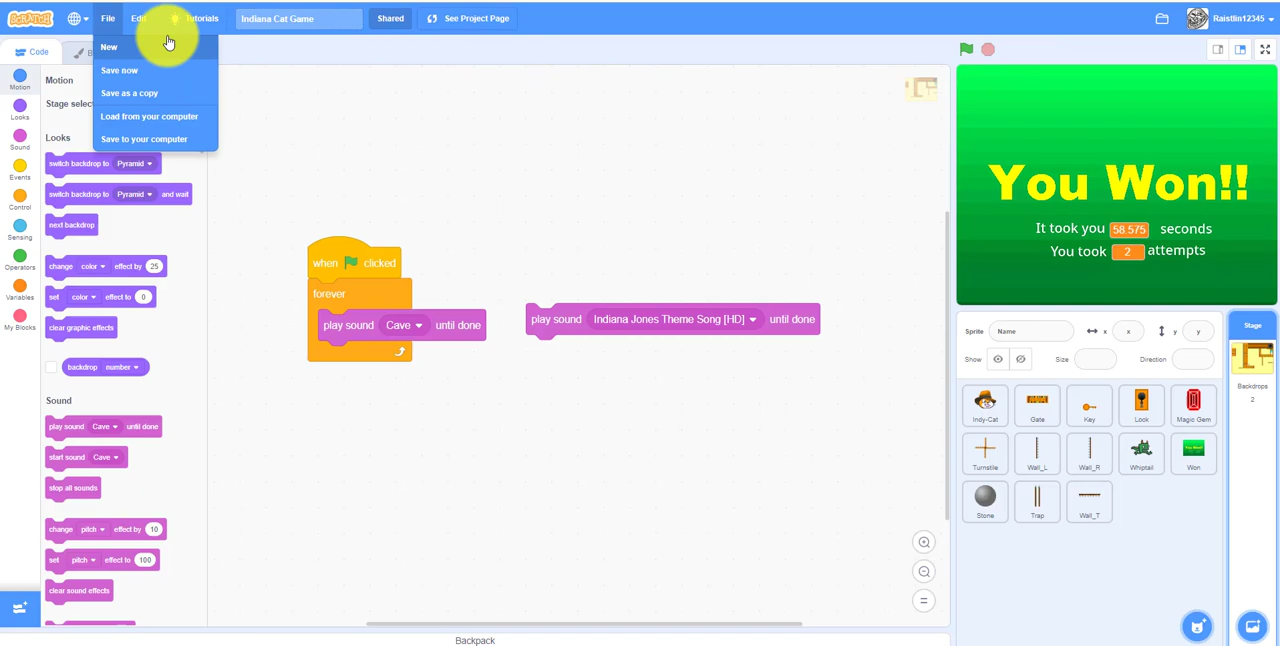 SCRATCH File Edit Tutorials Indiana Cat Game Shared See Project Page Raistlin12345
New
Save now
Save as a copy
Load from your computer
Save to your computer
Code
Motion
Looks
Sound
Events
Control
Sensing
Operators
Variables
My Blocks
Motion
Stage selec
Looks
switch backdrop to Pyramid
switch backdrop to Pyramid and wait
next backdrop
change color effect by 25
set color effect to 0
clear graphic effects
backdrop number
Sound
play sound Cave until done
start sound Cave
stop all sounds
change pitch effect by 10
set pitch effect to 100
clear sound effects
when clicked
forever
play sound Cave until done
play sound Indiana Jones Theme Song [HD] until done
Backpack
You Won!!
It took you 58.575 seconds
You took 2 attempts
Sprite Name x x y y
Show Size Direction
Indy-Cat Gate Key Lock Magic Gem
Turnstile Wall_L Wall_R Whiptail Won
Stone Trap Wall_T
Stage
Backdrops
2